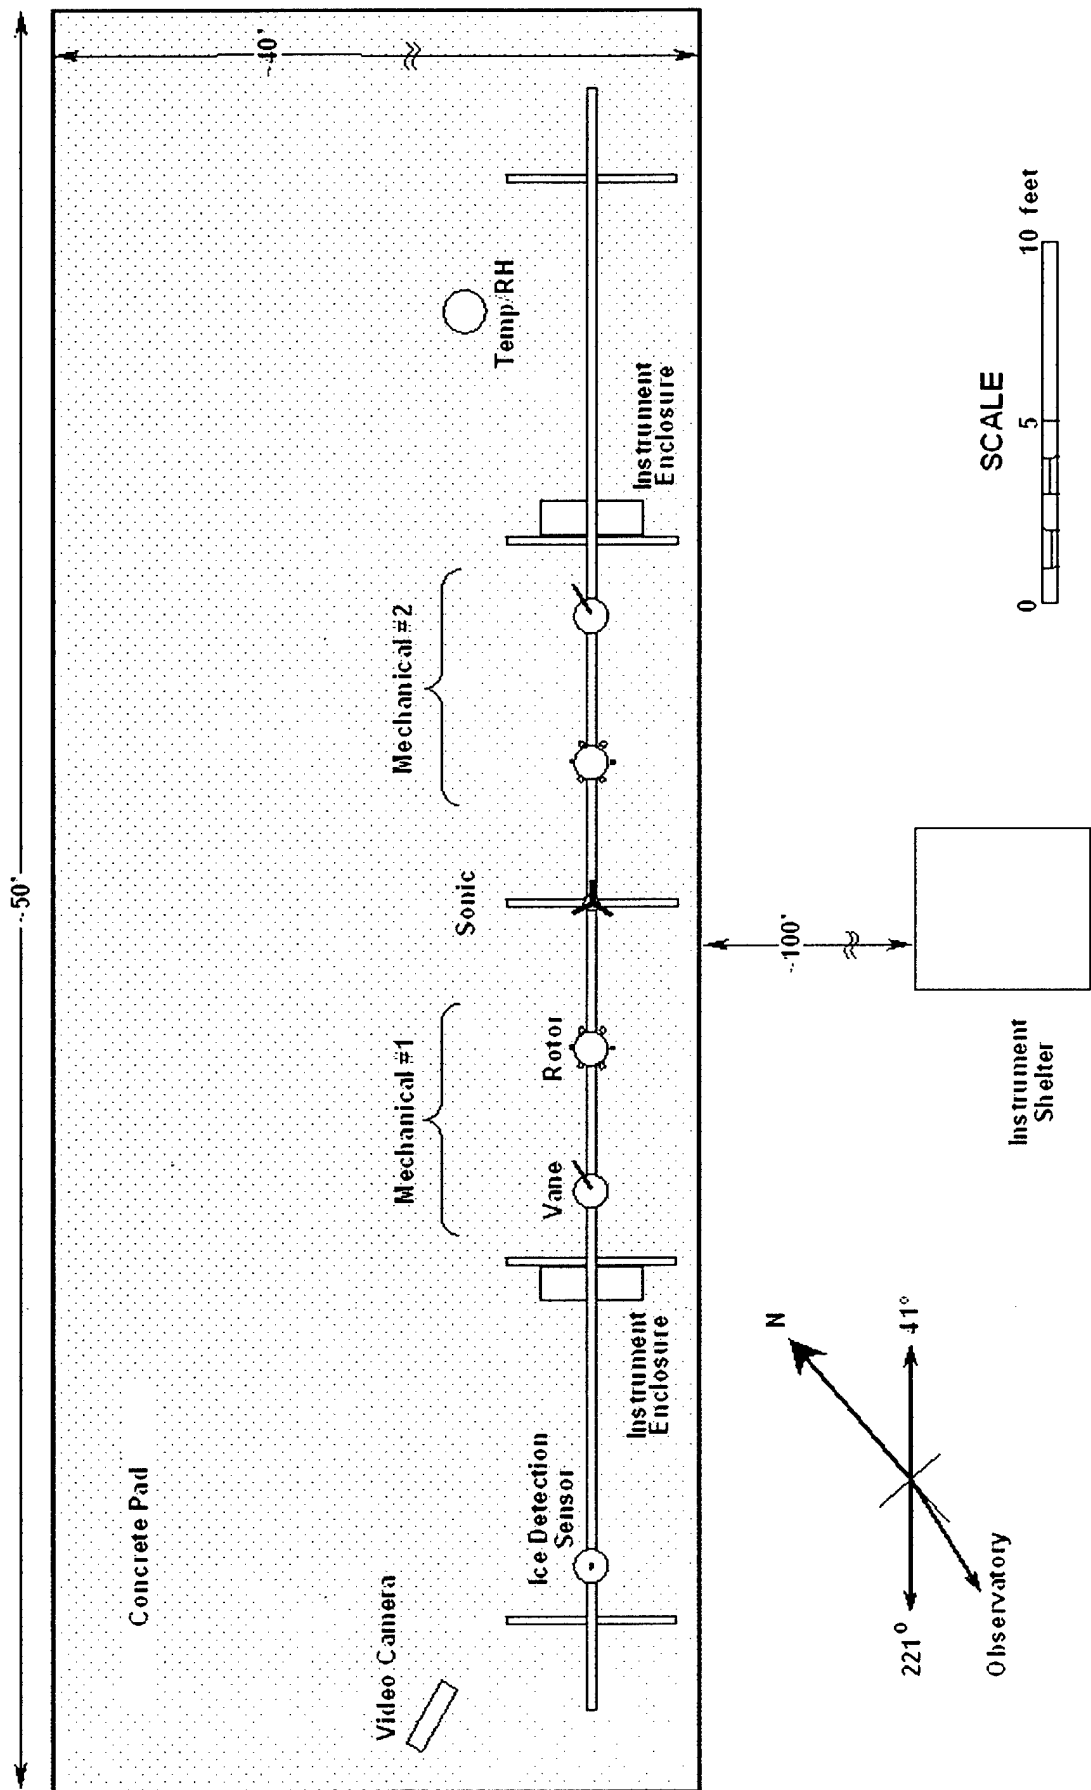 ~50'
~40'
Concrete Pad
Video Camera
Ice Detection
Sensor
Instrument
Enclosure
Mechanical #1
Vane
Rotor
Sonic
Mechanical #2
Instrument
Enclosure
Temp/RH
~100'
Instrument
Shelter
N
221°
41°
Observatory
SCALE
0
5
10 feet